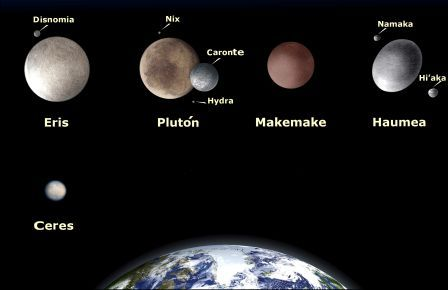 Disnomia
Nix
Caronte
Hydra
Namaka
Hi'aka
Eris
Plutón
Makemake
Haumea
Ceres